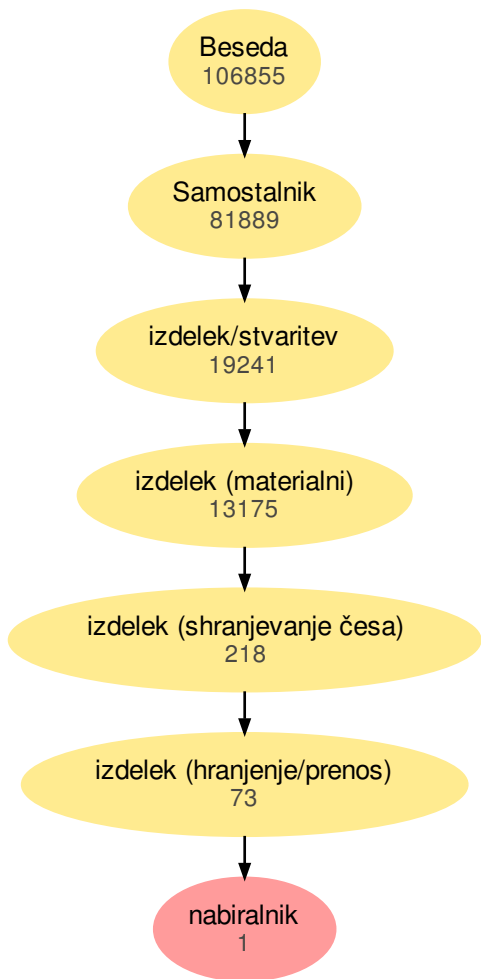 Beseda
106855
Samostalnik
81889
izdelek/stvaritev
19241
izdelek (materialni)
13175
izdelek (shranjevanje česa)
218
izdelek (hranjenje/prenos)
73
nabiralnik
1